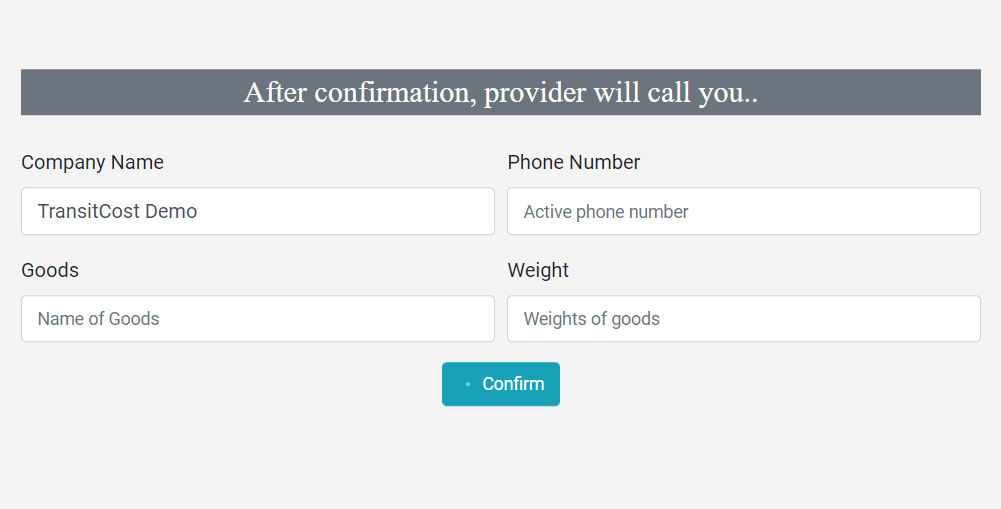 After confirmation, provider will call you..
Company Name
Phone Number
TransitCost Demo
Active phone number
Goods
Weight
Name of Goods
Weights of goods
Confirm